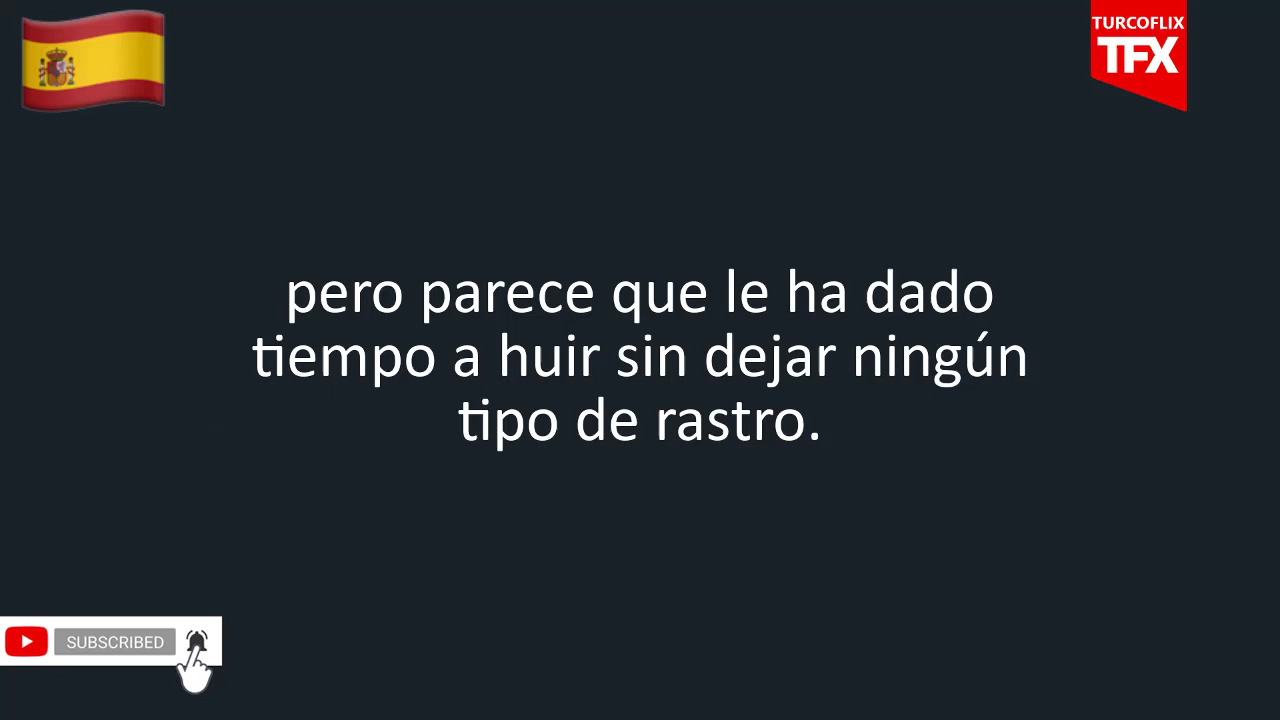 TURCOFLIX
TFX
pero parece que le ha dado
tiempo a huir sin dejar ningún
tipo de rastro.
SUBSCRIBED